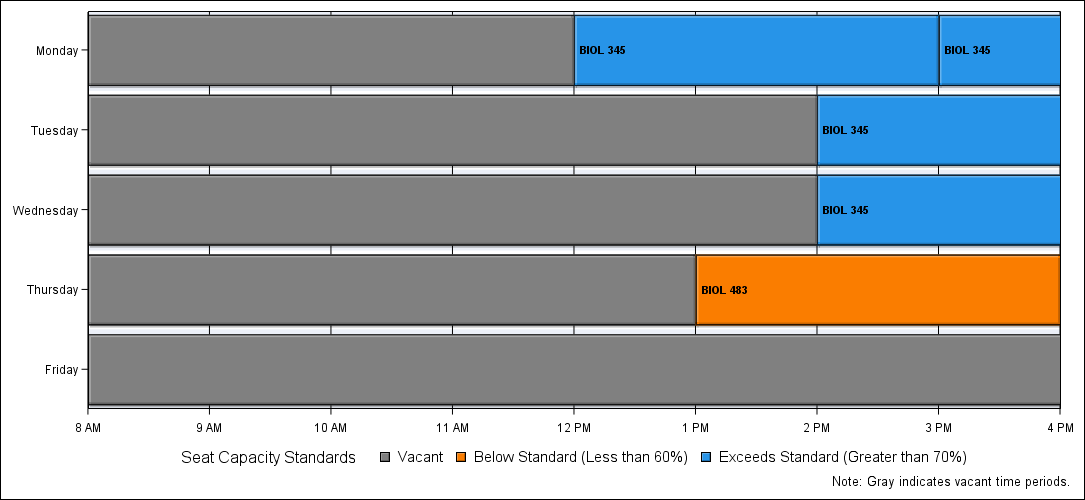 Monday
BIOL 345
BIOL 345
Tuesday
BIOL 345
Wednesday
BIOL 345
Thursday
BIOL 483
Friday
8 AM 9 AM 10 AM 11 AM 12 PM 1 PM 2 PM 3 PM 4 PM
Seat Capacity Standards Vacant Below Standard (Less than 60%) Exceeds Standard (Greater than 70%)
Note: Gray indicates vacant time periods.